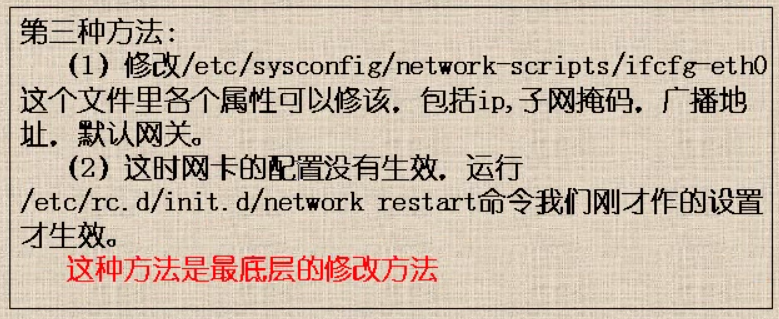 第三种方法:
(1) 修改/etc/sysconfig/network-scripts/ifcfg-eth0
这个文件里各个属性可以修该，包括ip,子网掩码，广播地
址，默认网关。
(2) 这时网卡的配置没有生效，运行
/etc/rc.d/init.d/network restart命令我们刚才作的设置
才生效。
这种方法是最底层的修改方法